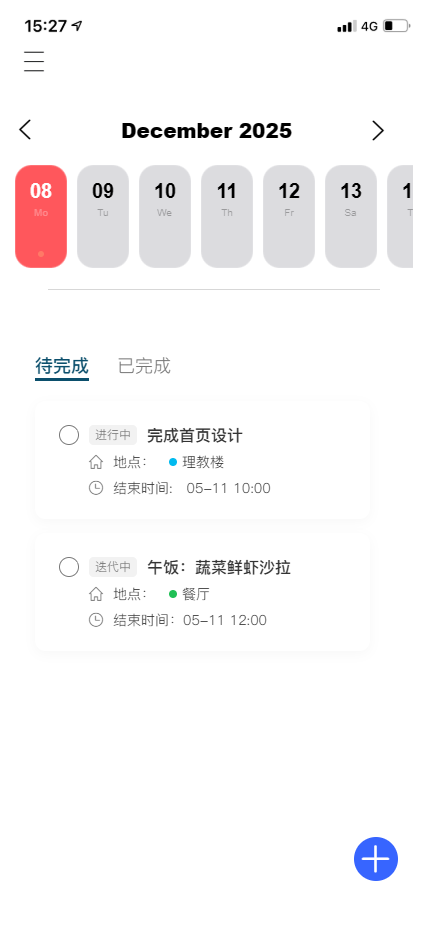 15:27 4G
December 2025
08 09 10 11 12 13
Mo Tu We Th Fr Sa
待完成 已完成
进行中 完成首页设计
地点: 理教楼
结束时间: 05-11 10:00
迭代中 午饭：蔬菜鲜虾沙拉
地点: 餐厅
结束时间：05-11 12:00